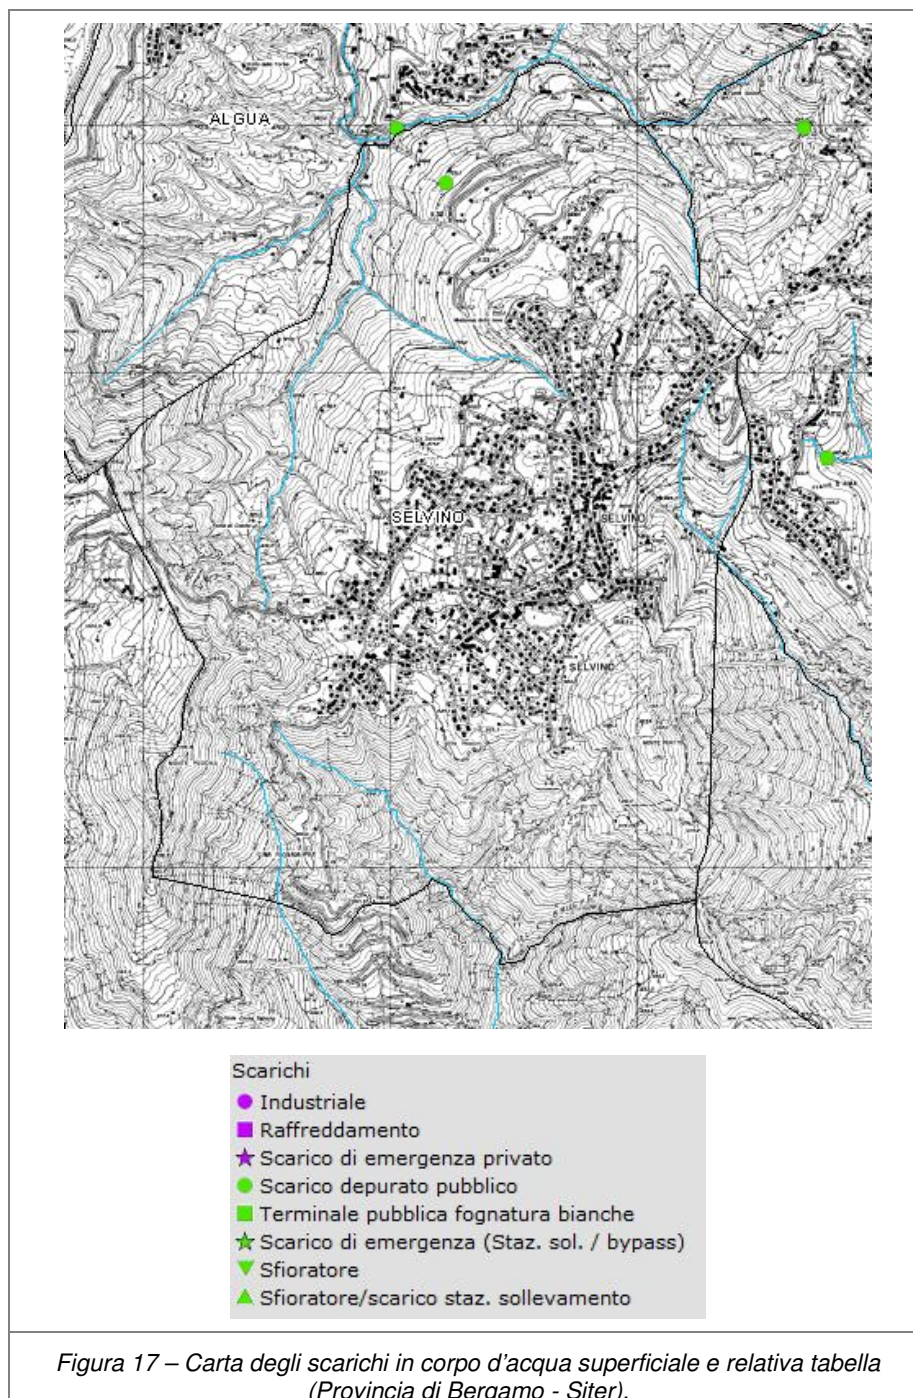 ALGUA
SELVINO
SELVINO
SELVINO
Scarichi
Industriale
Raffreddamento
Scarico di emergenza privato
Scarico depurato pubblico
Terminale pubblica fognatura bianche
Scarico di emergenza (Staz. sol. / bypass)
Sfioratore
Sfioratore/scarico staz. sollevamento
Figura 17 – Carta degli scarichi in corpo d'acqua superficiale e relativa tabella
(Provincia di Bergamo - Siter).